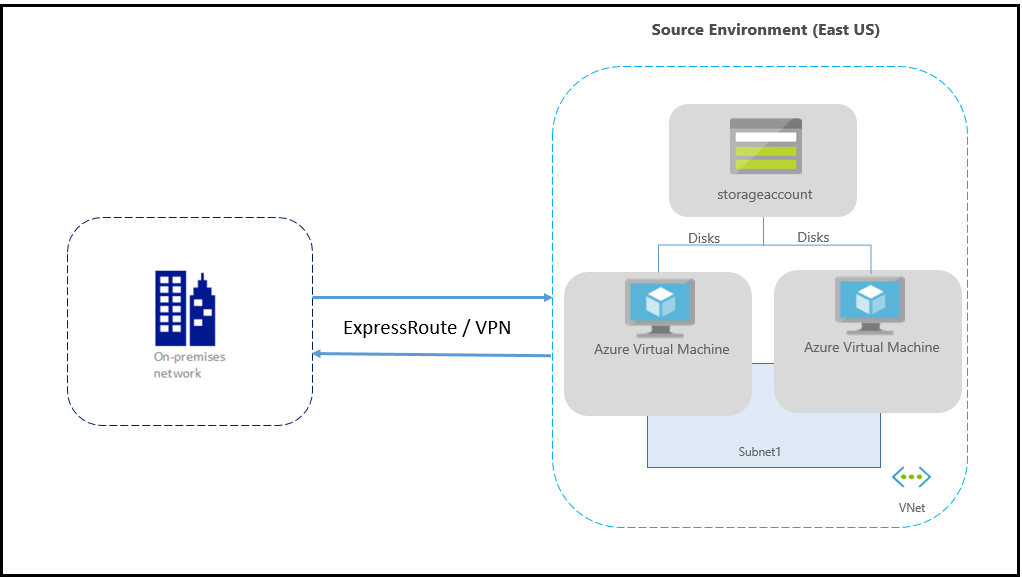 Source Environment (East US)
storageaccount
Disks
Disks
ExpressRoute / VPN
Azure Virtual Machine
Azure Virtual Machine
On-premises
network
Subnet1
VNet